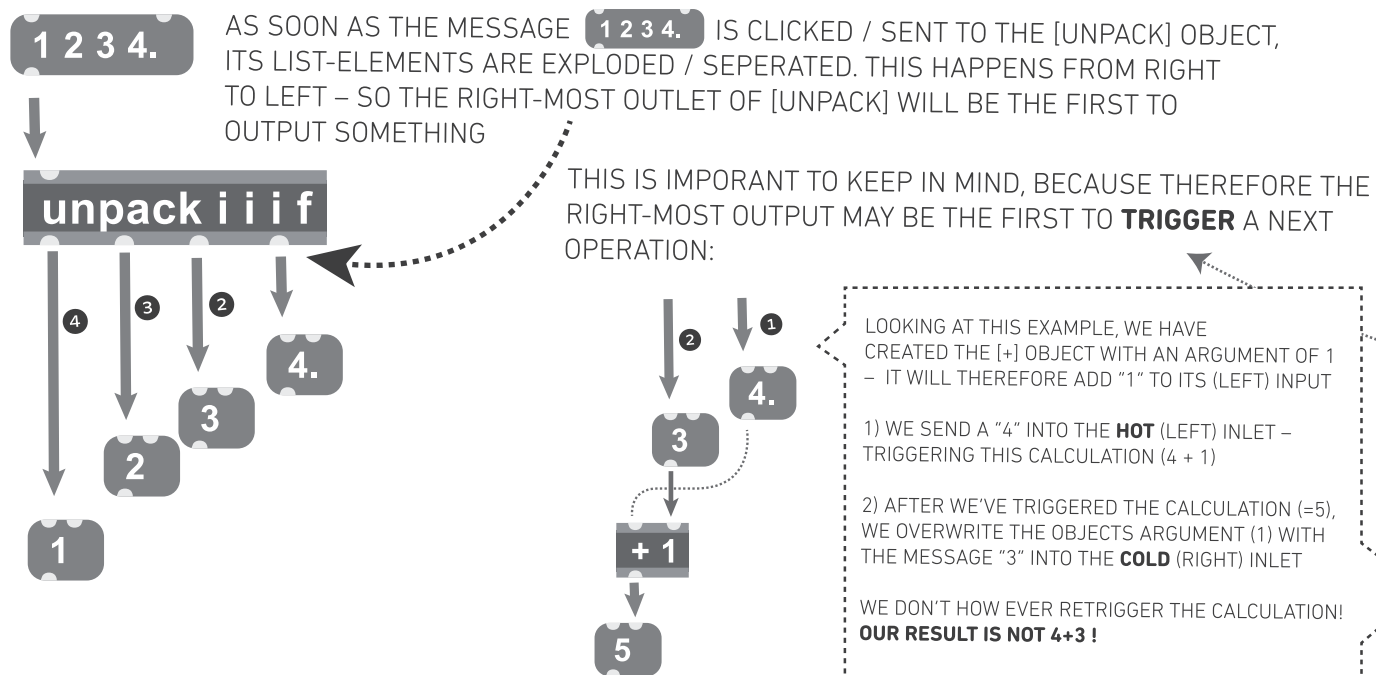 1 2 3 4.
AS SOON AS THE MESSAGE 1 2 3 4. IS CLICKED / SENT TO THE [UNPACK] OBJECT,
ITS LIST-ELEMENTS ARE EXPLODED / SEPERATED. THIS HAPPENS FROM RIGHT
TO LEFT – SO THE RIGHT-MOST OUTLET OF [UNPACK] WILL BE THE FIRST TO
OUTPUT SOMETHING
unpack i i i f
4
3
2
4.
3
2
1
THIS IS IMPORANT TO KEEP IN MIND, BECAUSE THEREFORE THE
RIGHT-MOST OUTPUT MAY BE THE FIRST TO TRIGGER A NEXT
OPERATION:
2
1
4.
3
+ 1
5
LOOKING AT THIS EXAMPLE, WE HAVE
CREATED THE [+] OBJECT WITH AN ARGUMENT OF 1
– IT WILL THEREFORE ADD "1" TO ITS (LEFT) INPUT
1) WE SEND A "4" INTO THE HOT (LEFT) INLET –
TRIGGERING THIS CALCULATION (4 + 1)
2) AFTER WE'VE TRIGGERED THE CALCULATION (=5),
WE OVERWRITE THE OBJECTS ARGUMENT (1) WITH
THE MESSAGE "3" INTO THE COLD (RIGHT) INLET
WE DON'T HOW EVER RETRIGGER THE CALCULATION!
OUR RESULT IS NOT 4+3 !